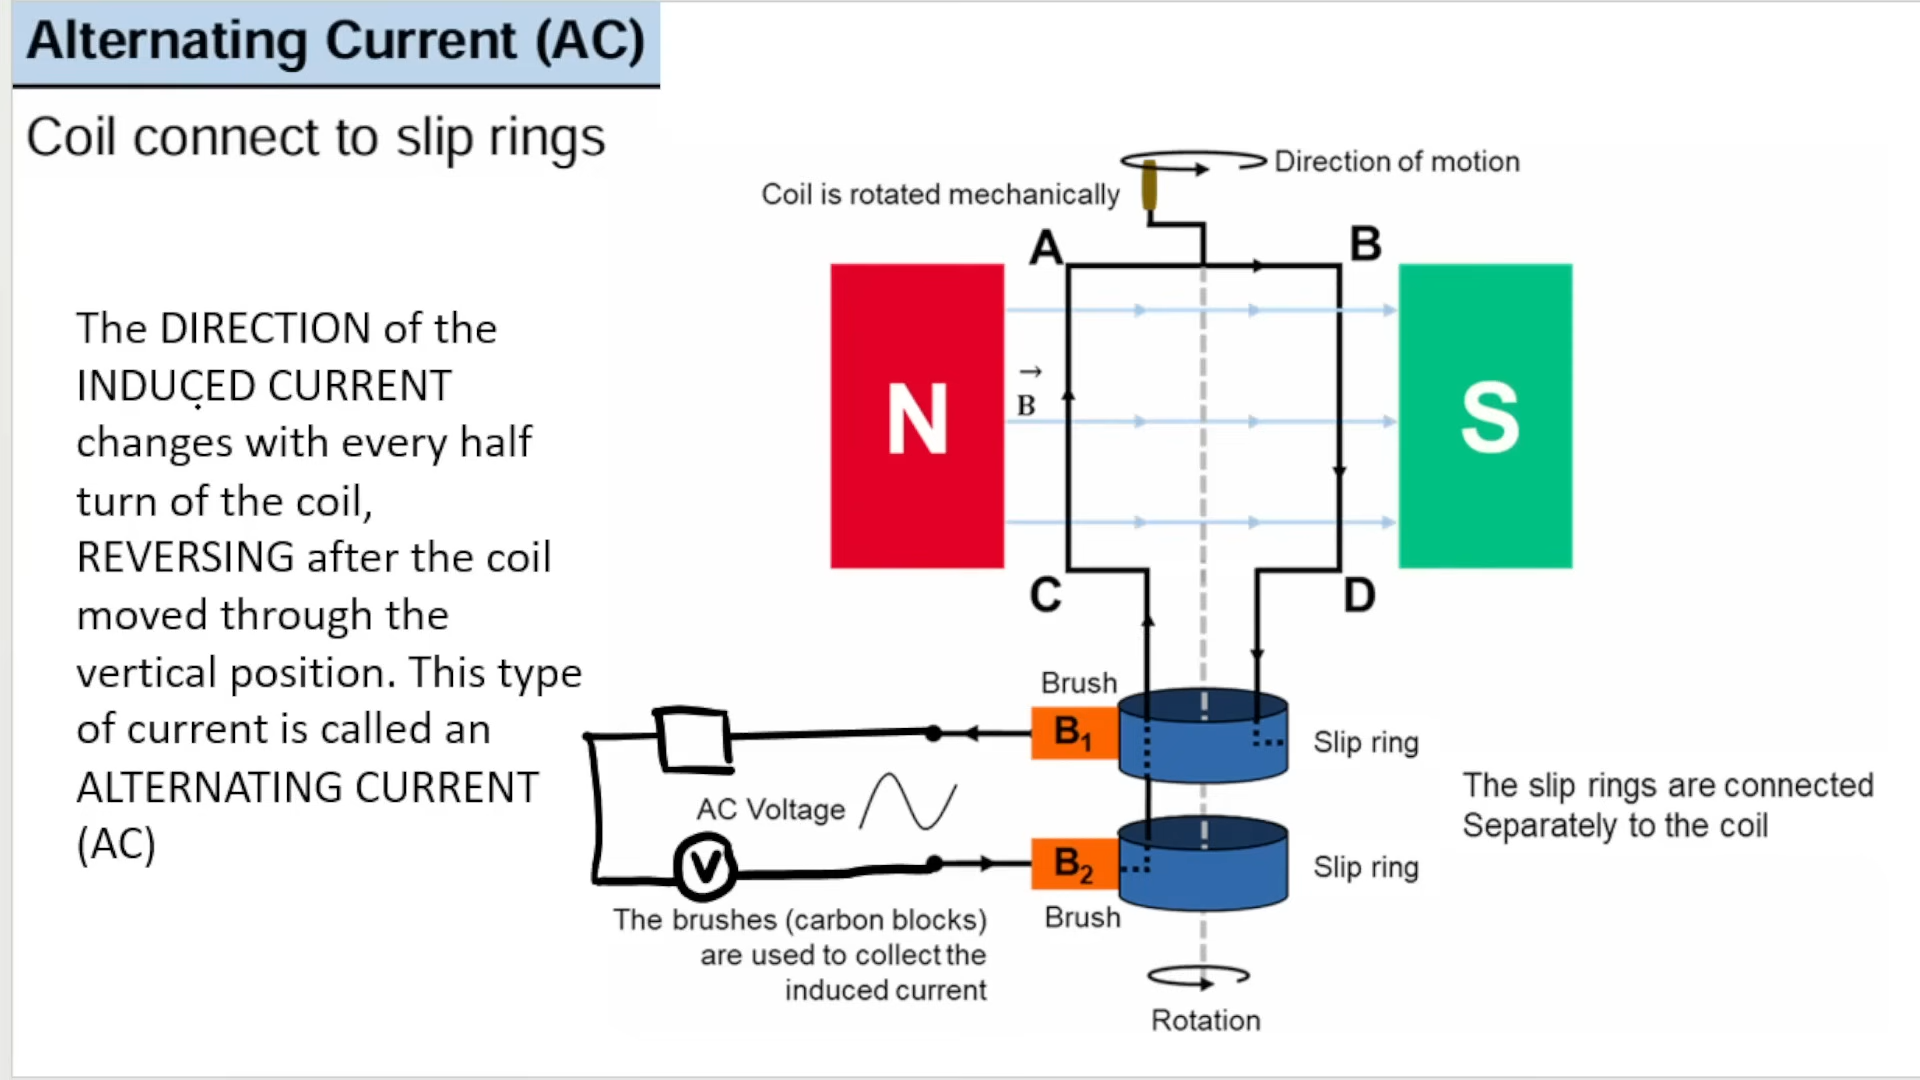 Alternating Current (AC)
Coil connect to slip rings
The DIRECTION of the
INDUCED CURRENT
changes with every half
turn of the coil,
REVERSING after the coil
moved through the
vertical position. This type
of current is called an
ALTERNATING CURRENT
(AC)
Direction of motion
Coil is rotated mechanically
A
B
N
→
B
S
C
D
Brush
B₁
Slip ring
AC Voltage
The slip rings are connected
Separately to the coil
V
B₂
Slip ring
Brush
The brushes (carbon blocks)
are used to collect the
induced current
Rotation